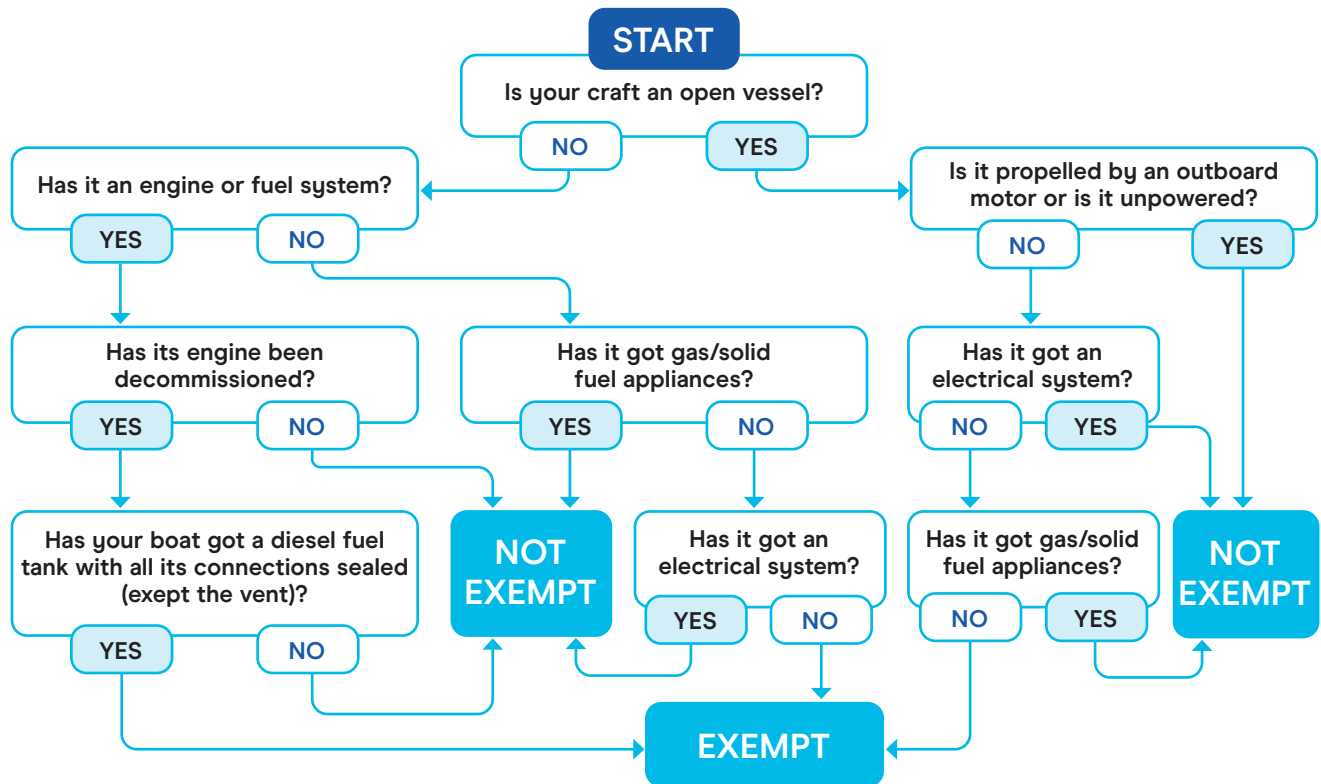 START
Is your craft an open vessel?
NO
YES
Has it an engine or fuel system?
YES
NO
Is it propelled by an outboard
motor or is it unpowered?
NO
YES
Has its engine been
decommissioned?
YES
NO
Has it got gas/solid
fuel appliances?
YES
NO
Has it got an
electrical system?
NO
YES
Has your boat got a diesel fuel
tank with all its connections sealed
(exept the vent)?
YES
NO
NOT
EXEMPT
Has it got an
electrical system?
YES
NO
Has it got gas/solid
fuel appliances?
NO
YES
NOT
EXEMPT
EXEMPT